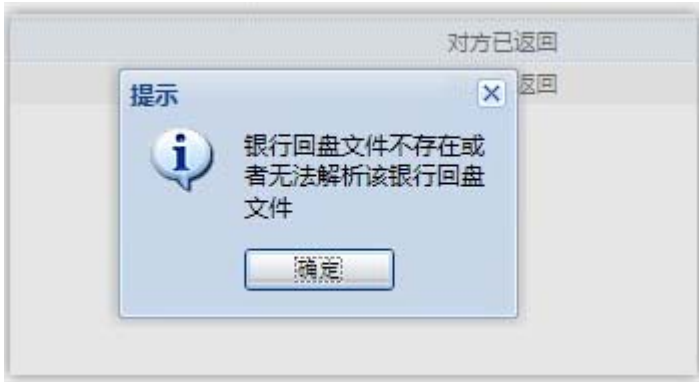 对方已返回
提示
返回
银行回盘文件不存在或
者无法解析该银行回盘
文件
确定